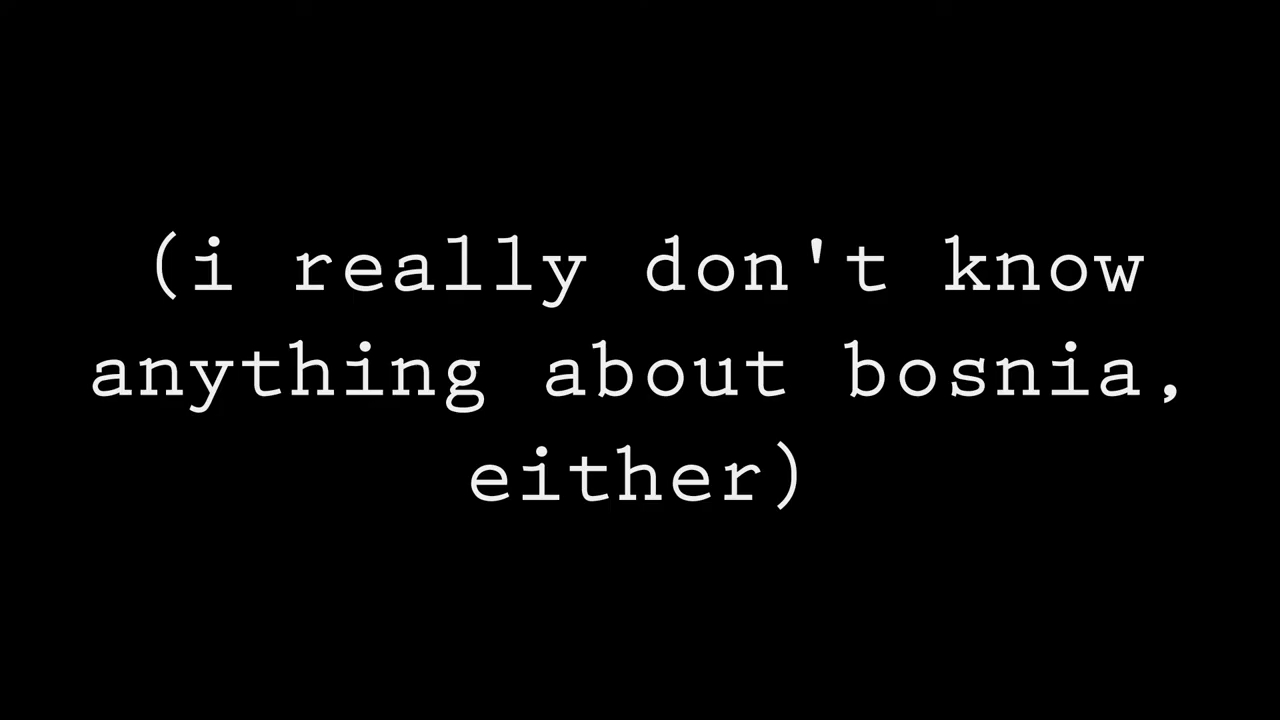 (i really don't know
anything about bosnia,
either)